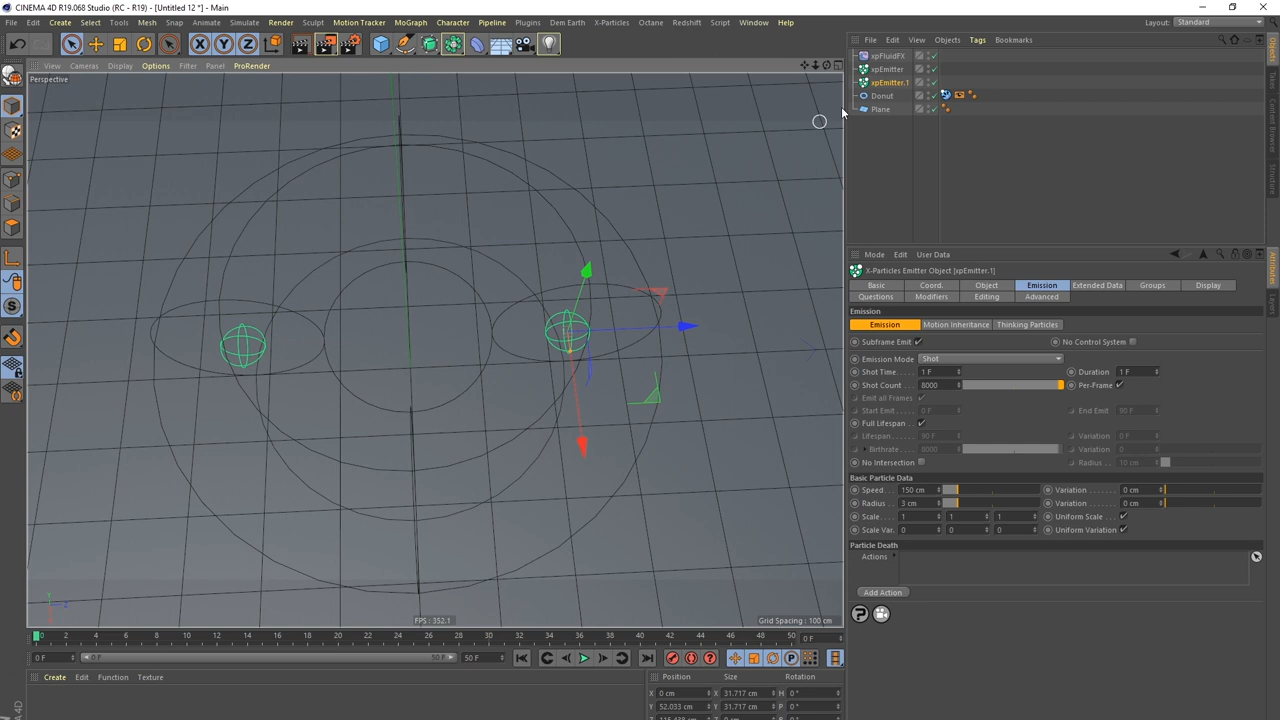 CINEMA 4D R19.068 Studio (RC - R19) - [Untitled 12 *] - Main
File Edit Create Select Tools Mesh Snap Animate Simulate Render Sculpt Motion Tracker MoGraph Character Pipeline Plugins Dem Earth X-Particles Octane Redshift Script Window Help
Layout: Standard
X Y Z
File Edit View Objects Tags Bookmarks
View Cameras Display Options Filter Panel ProRender
Perspective
xpFluidFX
xpEmitter
xpEmitter.1
Donut
Plane
Objects
Takes
Content Browser
Structure
Attributes
Layers
Mode Edit User Data
X-Particles Emitter Object [xpEmitter.1]
Basic Coord. Object Emission Extended Data Groups Display
Questions Modifiers Editing Advanced
Emission
Emission Motion Inheritance Thinking Particles
Subframe Emit No Control System
Emission Mode Shot
Shot Time. 1 F Duration 1 F
Shot Count 8000 Per-Frame
Emit all Frames
Start Emit 0 F End Emit 90 F
Full Lifespan
Lifespan 90 F Variation 0 F
Birthrate 8000 Variation 0
No Intersection Radius 10 cm
Basic Particle Data
Speed 150 cm Variation 0 cm
Radius 3 cm Variation 0 cm
Scale 1 1 1 Uniform Scale
Scale Var. 0 0 0 Uniform Variation
Particle Death
Actions
Add Action
FPS : 352.1
Grid Spacing : 100 cm
Y Z
0 2 4 6 8 10 12 14 16 18 20 22 24 26 28 30 32 34 36 38 40 42 44 46 48 50 0 F
0 F 0 F 50 F 50 F
Create Edit Function Texture
Position Size Rotation
X 0 cm X 31.717 cm H 0 °
Y 52.033 cm Y 31.717 cm P 0 °